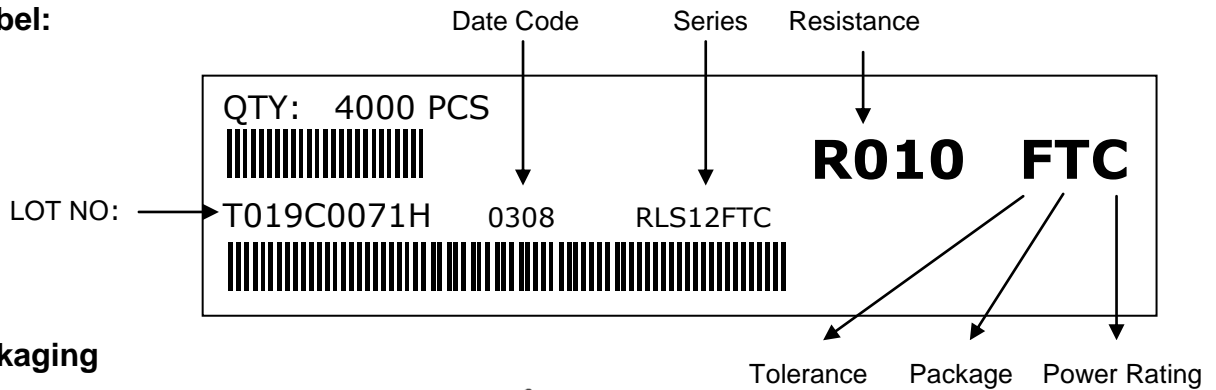 bel:
Date Code Series Resistance
QTY: 4000 PCS
R010 FTC
LOT NO: T019C0071H 0308 RLS12FTC
kaging
Tolerance Package Power Rating